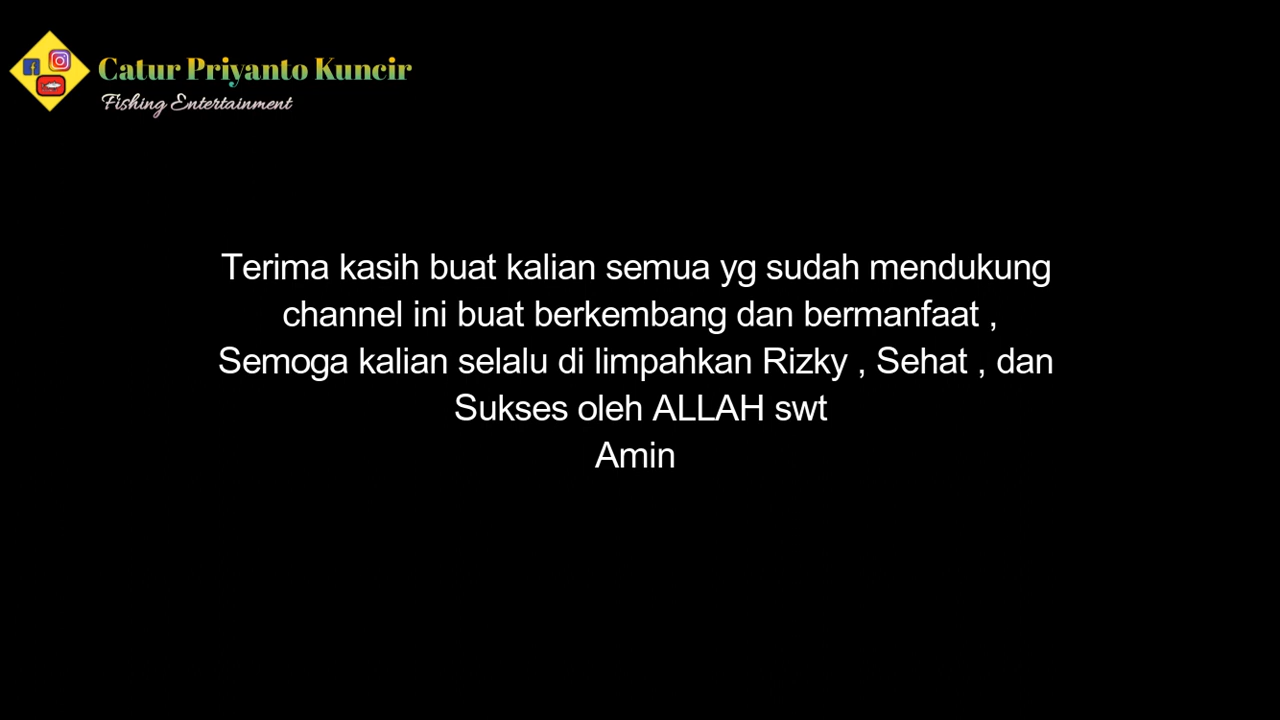 Catur Priyanto Kuncir
Fishing Entertainment
Terima kasih buat kalian semua yg sudah mendukung
channel ini buat berkembang dan bermanfaat ,
Semoga kalian selalu di limpahkan Rizky , Sehat , dan
Sukses oleh ALLAH swt
Amin